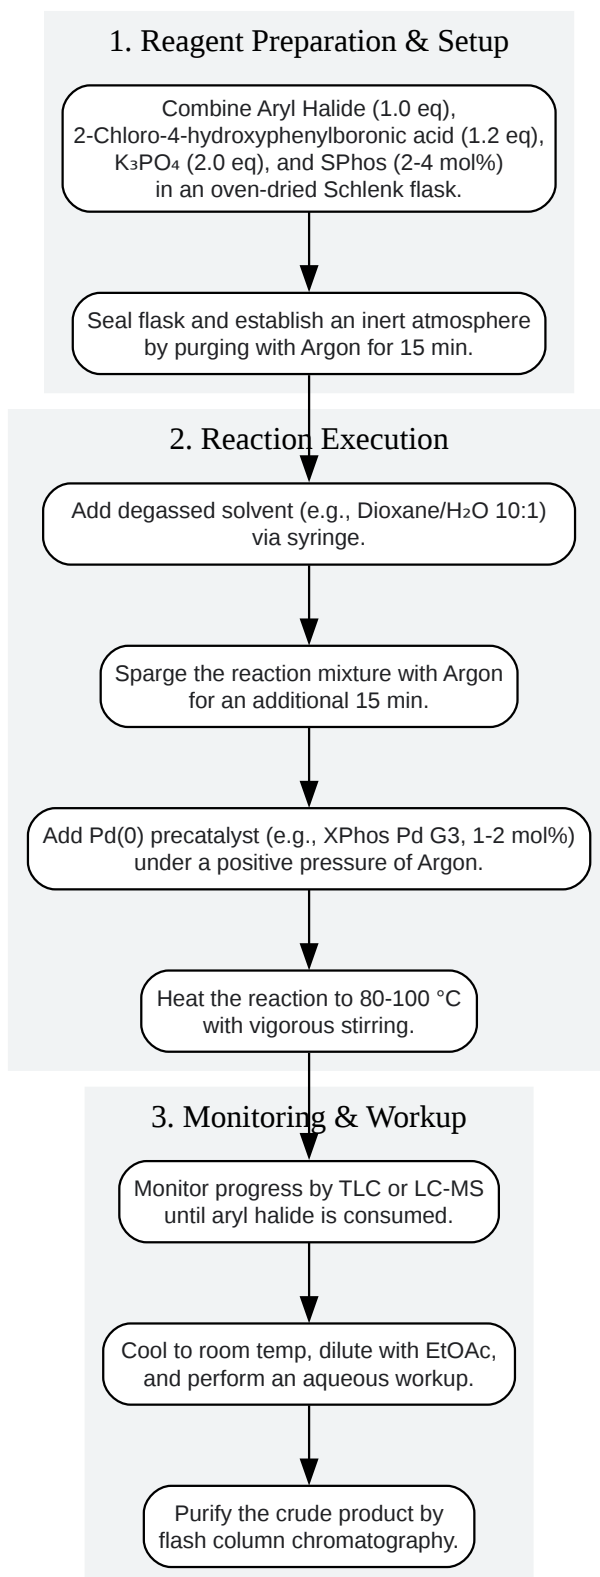 1. Reagent Preparation & Setup
Combine Aryl Halide (1.0 eq),
2-Chloro-4-hydroxyphenylboronic acid (1.2 eq),
K₃PO₄ (2.0 eq), and SPhos (2-4 mol%)
in an oven-dried Schlenk flask.
Seal flask and establish an inert atmosphere
by purging with Argon for 15 min.
2. Reaction Execution
Add degassed solvent (e.g., Dioxane/H₂O 10:1)
via syringe.
Sparge the reaction mixture with Argon
for an additional 15 min.
Add Pd(0) precatalyst (e.g., XPhos Pd G3, 1-2 mol%)
under a positive pressure of Argon.
Heat the reaction to 80-100 °C
with vigorous stirring.
3. Monitoring & Workup
Monitor progress by TLC or LC-MS
until aryl halide is consumed.
Cool to room temp, dilute with EtOAc,
and perform an aqueous workup.
Purify the crude product by
flash column chromatography.